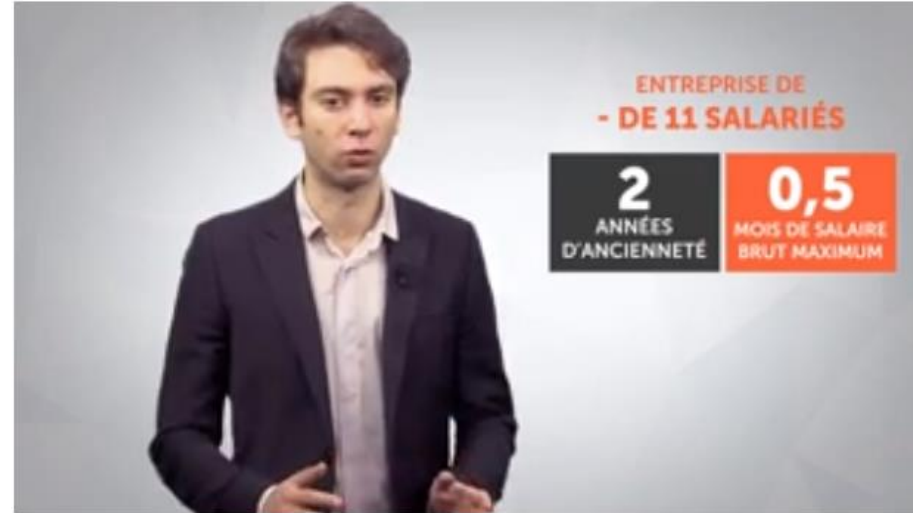 ENTREPRISE DE
- DE 11 SALARIÉS
2
ANNÉES
D'ANCIENNETÉ
0,5
MOIS DE SALAIRE
BRUT MAXIMUM